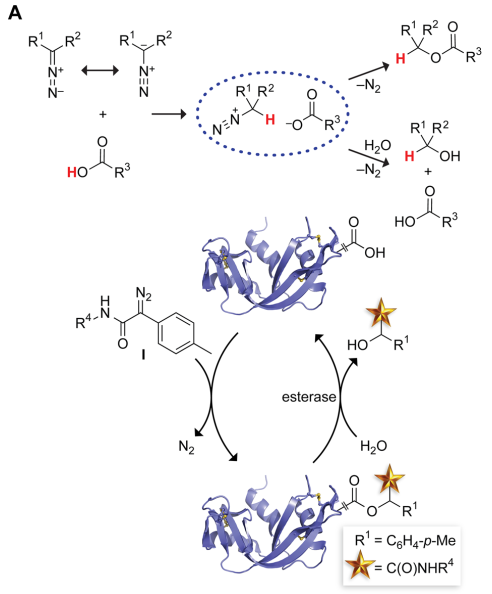 A
R¹ R²
N⁺
N⁻
R¹ R²
N⁺
N
+
O
HO R³
R¹ R²
N≡N⁺ H
O
⁻O R³
–N₂
R¹ R² O
H O R³
H₂O
–N₂
R¹ R²
H OH
+
O
HO R³
O
OH
H N₂
R⁴ N
O
I
HO R¹
esterase
N₂
H₂O
O
O R¹
R¹ = C₆H₄-p-Me
= C(O)NHR⁴